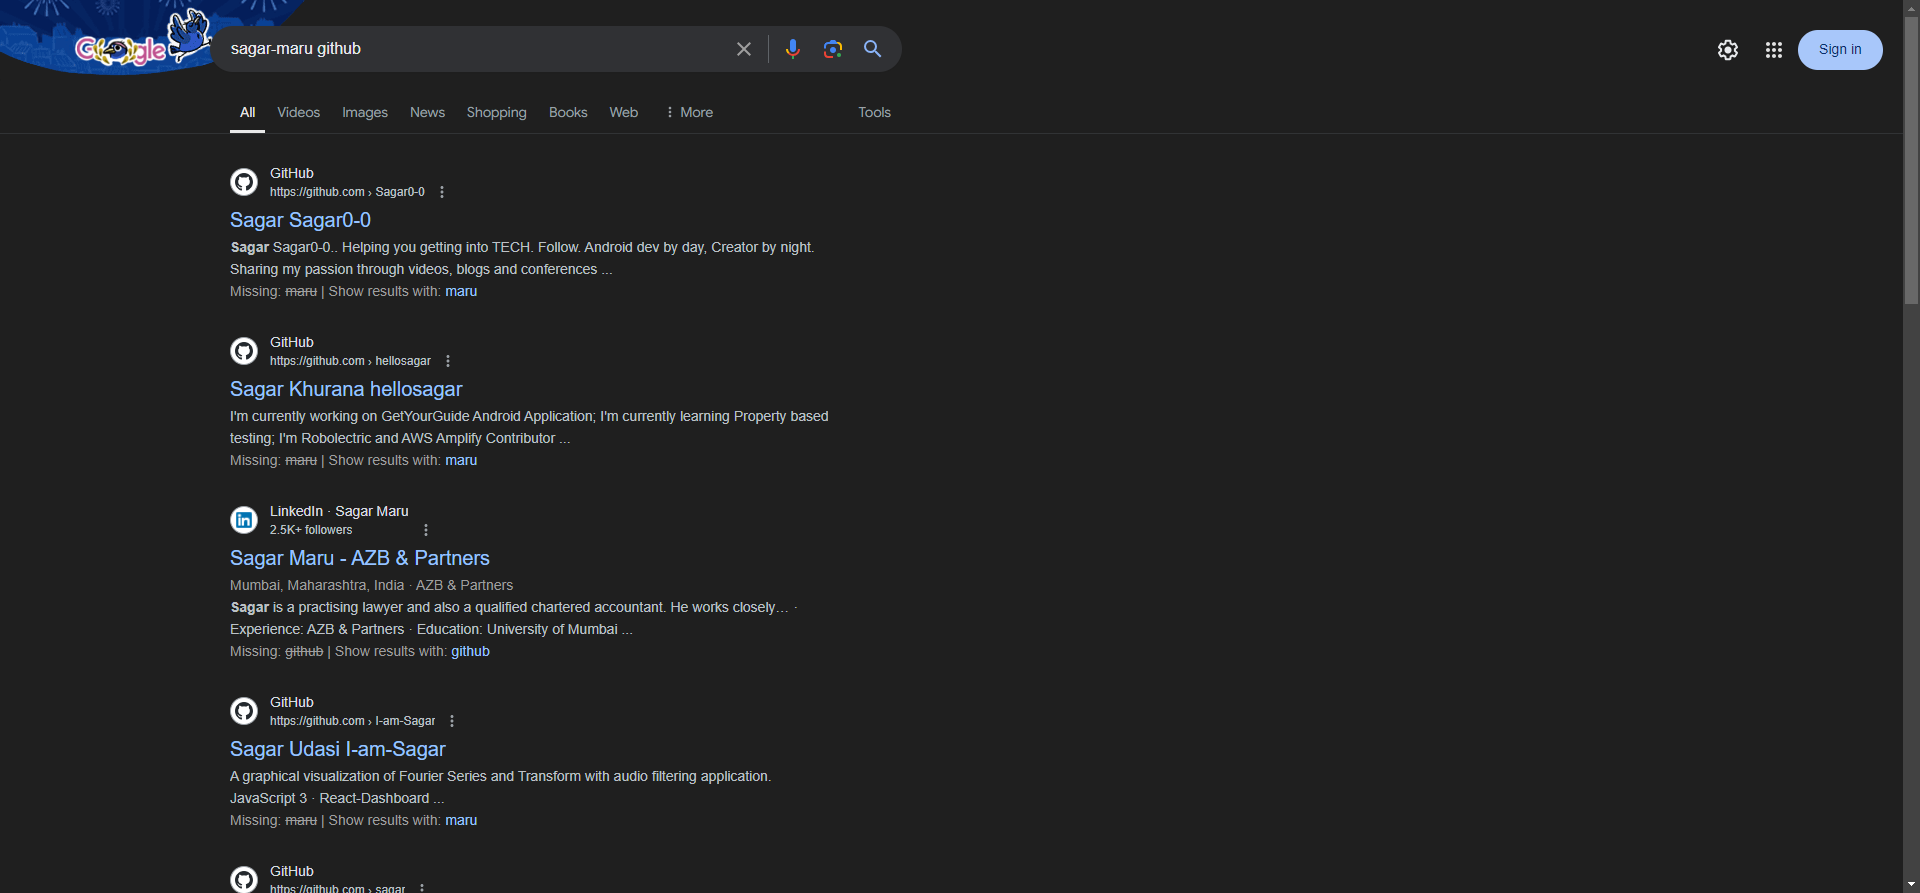 Google
sagar-maru github
Sign in
All Videos Images News Shopping Books Web More Tools
GitHub
https://github.com › Sagar0-0
Sagar Sagar0-0
Sagar Sagar0-0.. Helping you getting into TECH. Follow. Android dev by day, Creator by night.
Sharing my passion through videos, blogs and conferences ...
Missing: maru | Show results with: maru
GitHub
https://github.com › hellosagar
Sagar Khurana hellosagar
I'm currently working on GetYourGuide Android Application; I'm currently learning Property based
testing; I'm Robolectric and AWS Amplify Contributor ...
Missing: maru | Show results with: maru
LinkedIn · Sagar Maru
2.5K+ followers
Sagar Maru - AZB & Partners
Mumbai, Maharashtra, India · AZB & Partners
Sagar is a practising lawyer and also a qualified chartered accountant. He works closely… ·
Experience: AZB & Partners · Education: University of Mumbai ...
Missing: github | Show results with: github
GitHub
https://github.com › I-am-Sagar
Sagar Udasi I-am-Sagar
A graphical visualization of Fourier Series and Transform with audio filtering application.
JavaScript 3 · React-Dashboard ...
Missing: maru | Show results with: maru
GitHub
https://github.com › sagar